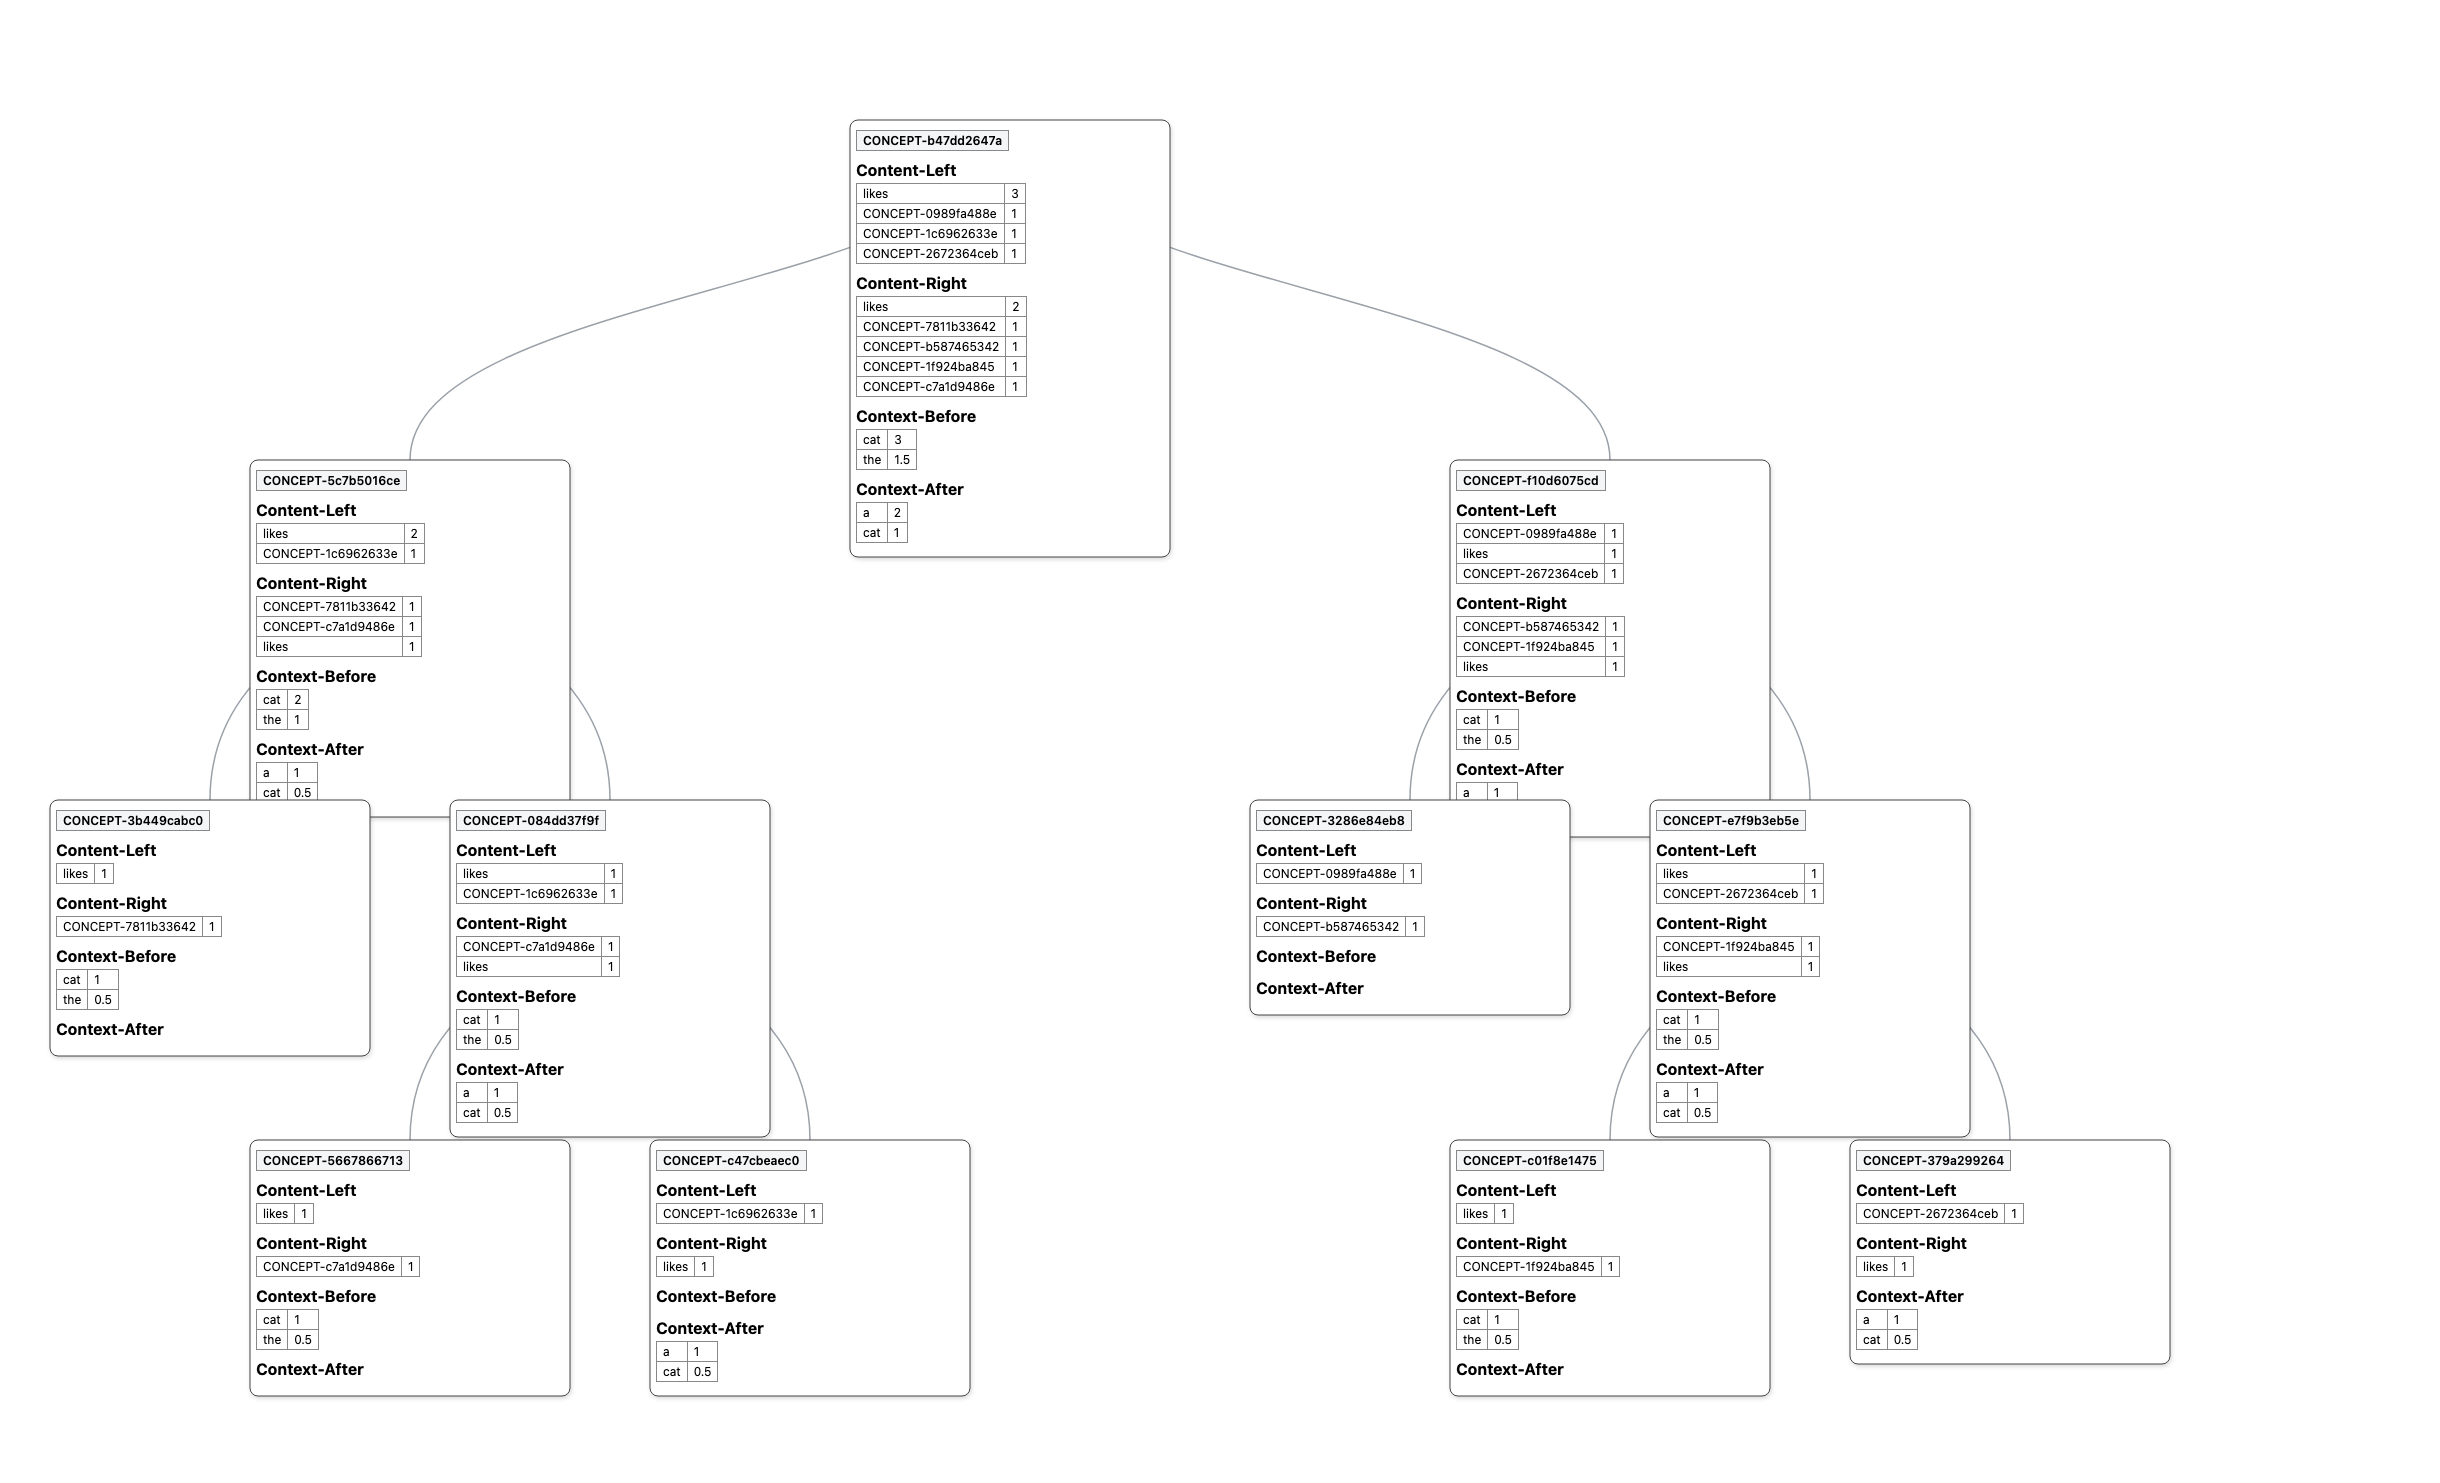 CONCEPT-b47dd2647a
Content-Left
likes 3
CONCEPT-0989fa488e 1
CONCEPT-1c6962633e 1
CONCEPT-2672364ceb 1
Content-Right
likes 2
CONCEPT-7811b33642 1
CONCEPT-b587465342 1
CONCEPT-1f924ba845 1
CONCEPT-c7a1d9486e 1
Context-Before
cat 3
the 1.5
Context-After
a 2
cat 1
CONCEPT-5c7b5016ce
Content-Left
likes 2
CONCEPT-1c6962633e 1
Content-Right
CONCEPT-7811b33642 1
CONCEPT-c7a1d9486e 1
likes 1
Context-Before
cat 2
the 1
Context-After
a 1
cat 0.5
CONCEPT-f10d6075cd
Content-Left
CONCEPT-0989fa488e 1
likes 1
CONCEPT-2672364ceb 1
Content-Right
CONCEPT-b587465342 1
CONCEPT-1f924ba845 1
likes 1
Context-Before
cat 1
the 0.5
Context-After
a 1
CONCEPT-3b449cabc0
Content-Left
likes 1
Content-Right
CONCEPT-7811b33642 1
Context-Before
cat 1
the 0.5
Context-After
CONCEPT-084dd37f9f
Content-Left
likes 1
CONCEPT-1c6962633e 1
Content-Right
CONCEPT-c7a1d9486e 1
likes 1
Context-Before
cat 1
the 0.5
Context-After
a 1
cat 0.5
CONCEPT-3286e84eb8
Content-Left
CONCEPT-0989fa488e 1
Content-Right
CONCEPT-b587465342 1
Context-Before
Context-After
CONCEPT-e7f9b3eb5e
Content-Left
likes 1
CONCEPT-2672364ceb 1
Content-Right
CONCEPT-1f924ba845 1
likes 1
Context-Before
cat 1
the 0.5
Context-After
a 1
cat 0.5
CONCEPT-5667866713
Content-Left
likes 1
Content-Right
CONCEPT-c7a1d9486e 1
Context-Before
cat 1
the 0.5
Context-After
CONCEPT-c47cbeaec0
Content-Left
CONCEPT-1c6962633e 1
Content-Right
likes 1
Context-Before
Context-After
a 1
cat 0.5
CONCEPT-c01f8e1475
Content-Left
likes 1
Content-Right
CONCEPT-1f924ba845 1
Context-Before
cat 1
the 0.5
Context-After
CONCEPT-379a299264
Content-Left
CONCEPT-2672364ceb 1
Content-Right
likes 1
Context-After
a 1
cat 0.5